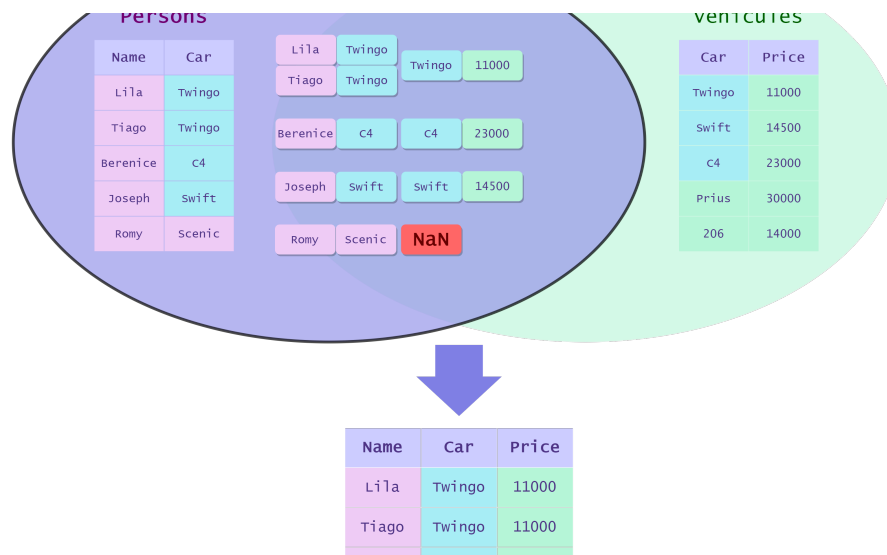 Persons
Vehicules
Name Car
Lila Twingo
Tiago Twingo
Berenice C4
Joseph Swift
Romy Scenic
Lila Twingo
Tiago Twingo
Twingo 11000
Berenice C4 C4 23000
Joseph Swift Swift 14500
Romy Scenic NaN
Car Price
Twingo 11000
Swift 14500
C4 23000
Prius 30000
206 14000
Name Car Price
Lila Twingo 11000
Tiago Twingo 11000